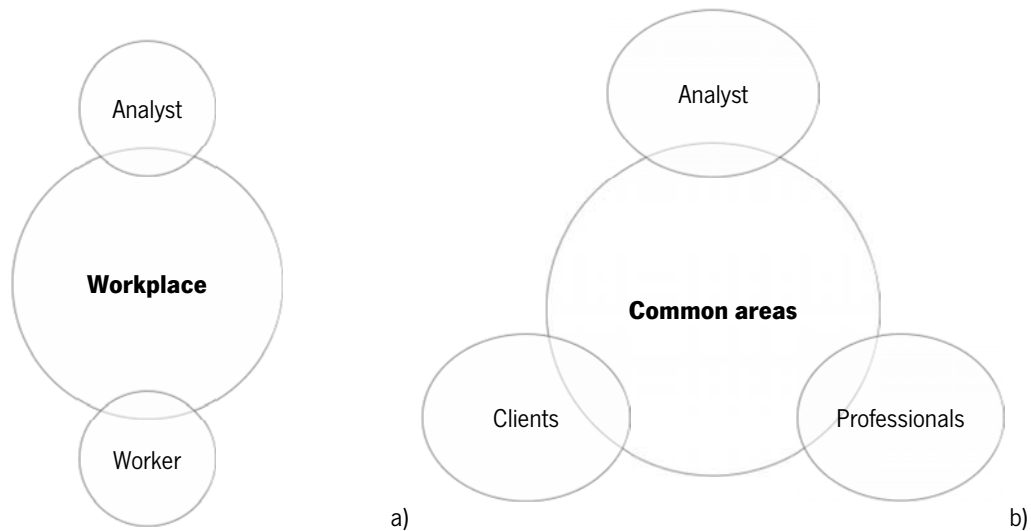 Analyst
Workplace
Worker
a)
Analyst
Common areas
Clients
Professionals
b)